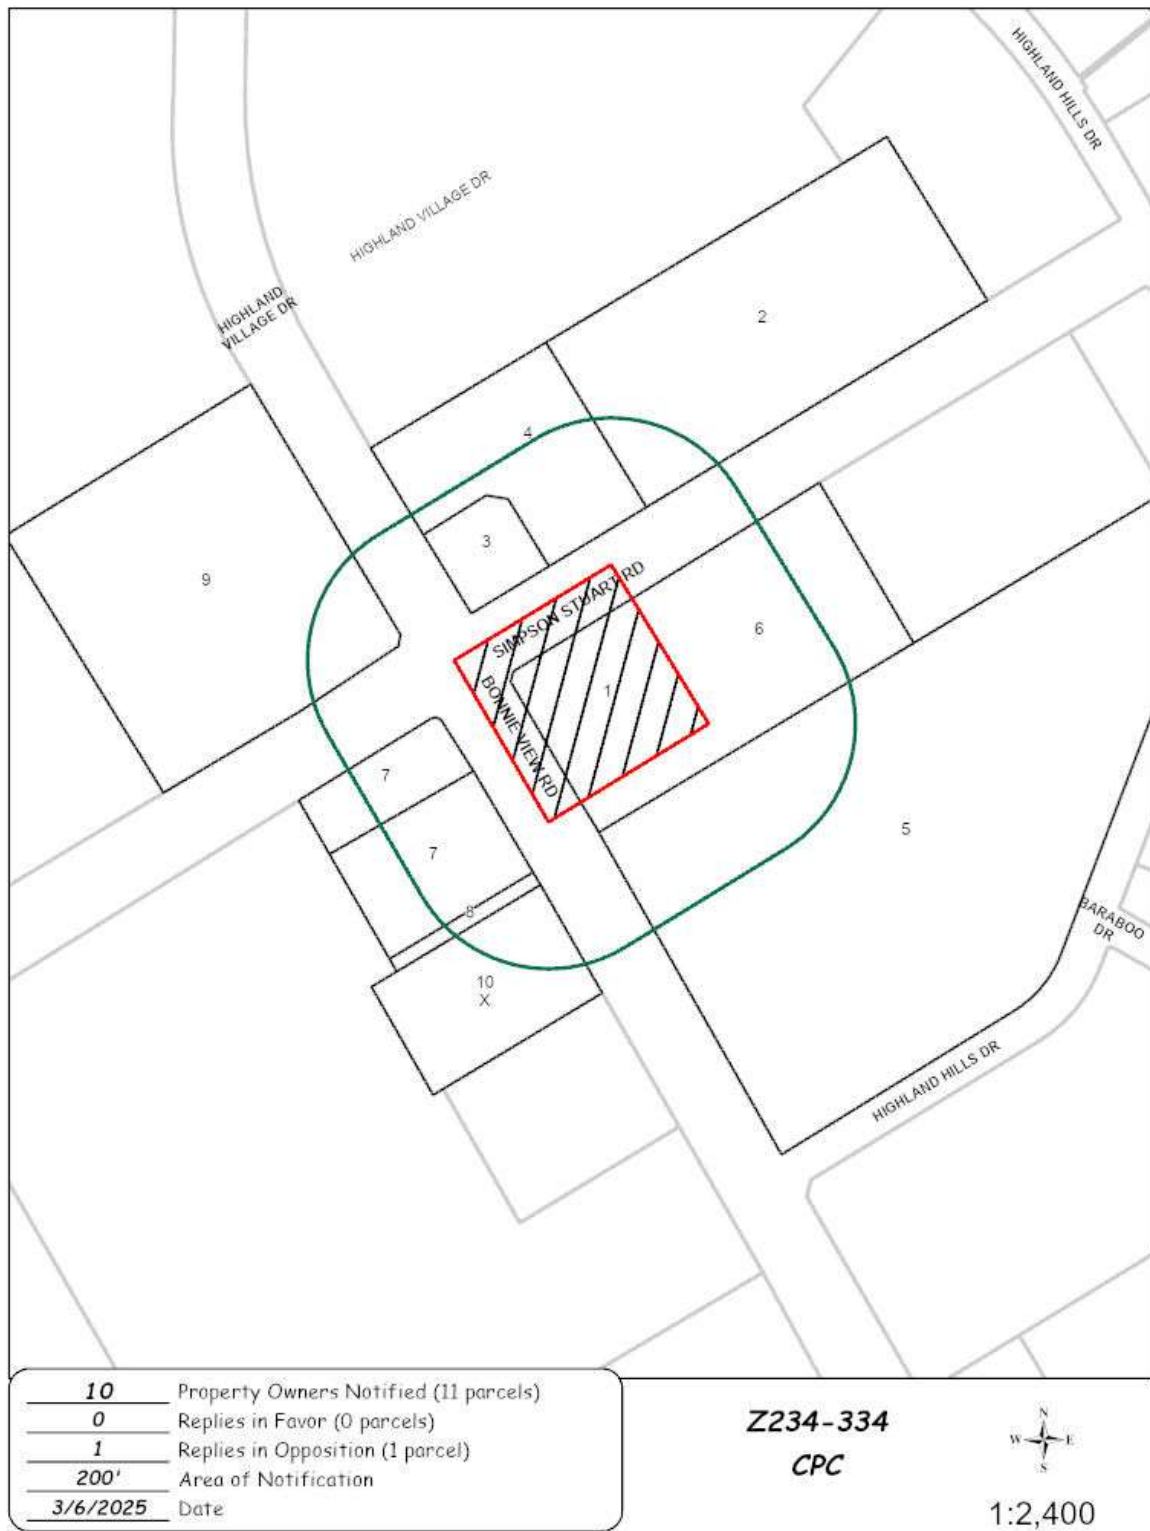 HIGHLAND HILLS DR
HIGHLAND VILLAGE DR
HIGHLAND
VILLAGE DR
2
4
3
9
SIMPSON STUART RD
6
1
BONNIE VIEW RD
7
7
5
8
BARABOO
DR
10
X
HIGHLAND HILLS DR
10 Property Owners Notified (11 parcels)
0 Replies in Favor (0 parcels)
1 Replies in Opposition (1 parcel)
200' Area of Notification
3/6/2025 Date
Z234-334
CPC
N
W E
S
1:2,400